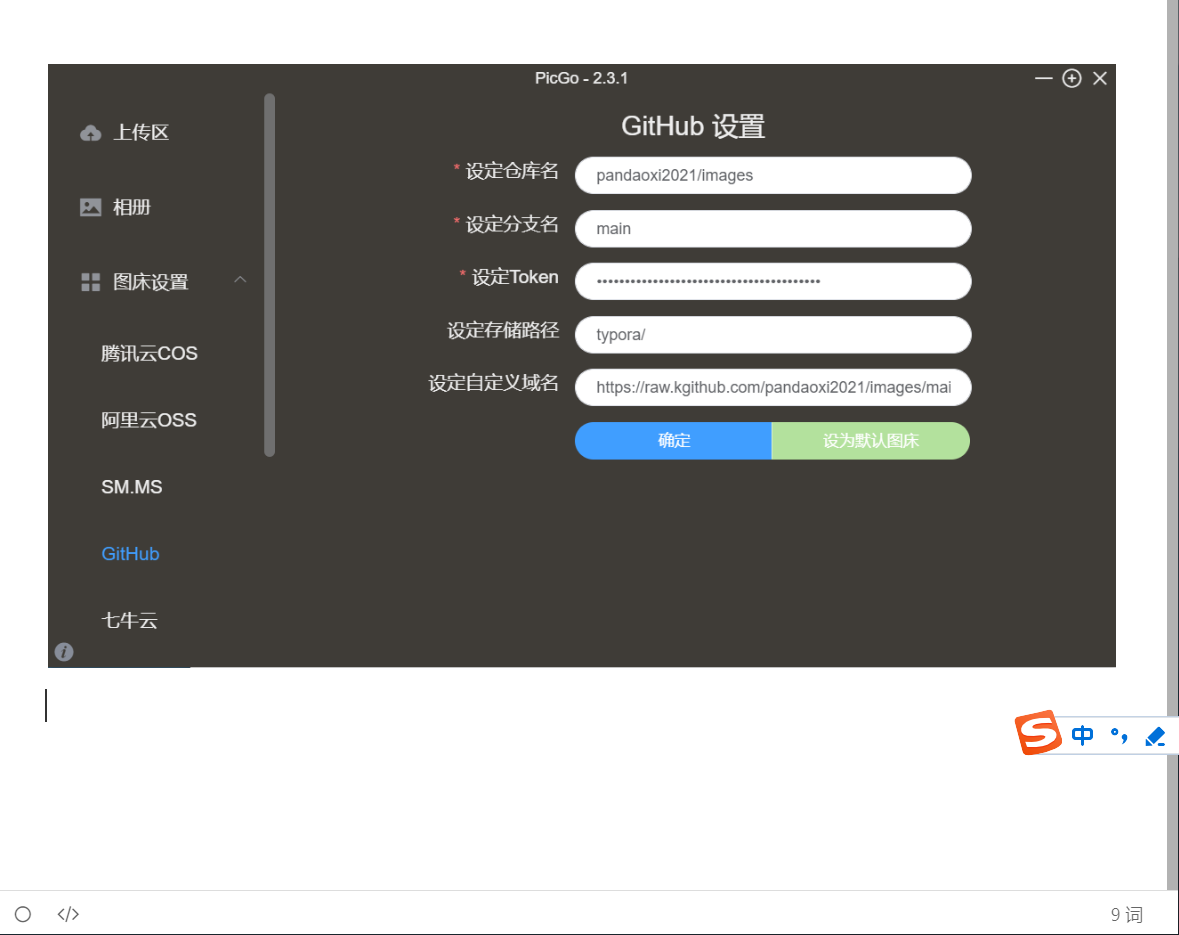 PicGo - 2.3.1
上传区
相册
图床设置
腾讯云COS
阿里云OSS
SM.MS
GitHub
七牛云
GitHub 设置
* 设定仓库名 pandaoxi2021/images
* 设定分支名 main
* 设定Token ••••••••••••••••••••••••••••••••••••••••
设定存储路径 typora/
设定自定义域名 https://raw.kgithub.com/pandaoxi2021/images/mai
确定 设为默认图床
S 中 °,
</> 9 词